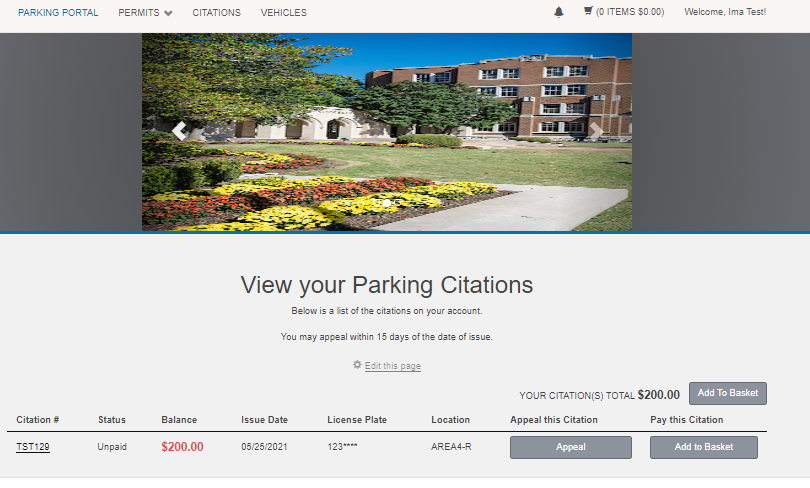 PARKING PORTAL PERMITS CITATIONS VEHICLES (0 ITEMS $0.00) Welcome, Ima Test!
View your Parking Citations
Below is a list of the citations on your account.
You may appeal within 15 days of the date of issue.
Edit this page
YOUR CITATION(S) TOTAL $200.00 Add To Basket
Citation # Status Balance Issue Date License Plate Location Appeal this Citation Pay this Citation
TST129 Unpaid $200.00 05/25/2021 123**** AREA4-R Appeal Add to Basket